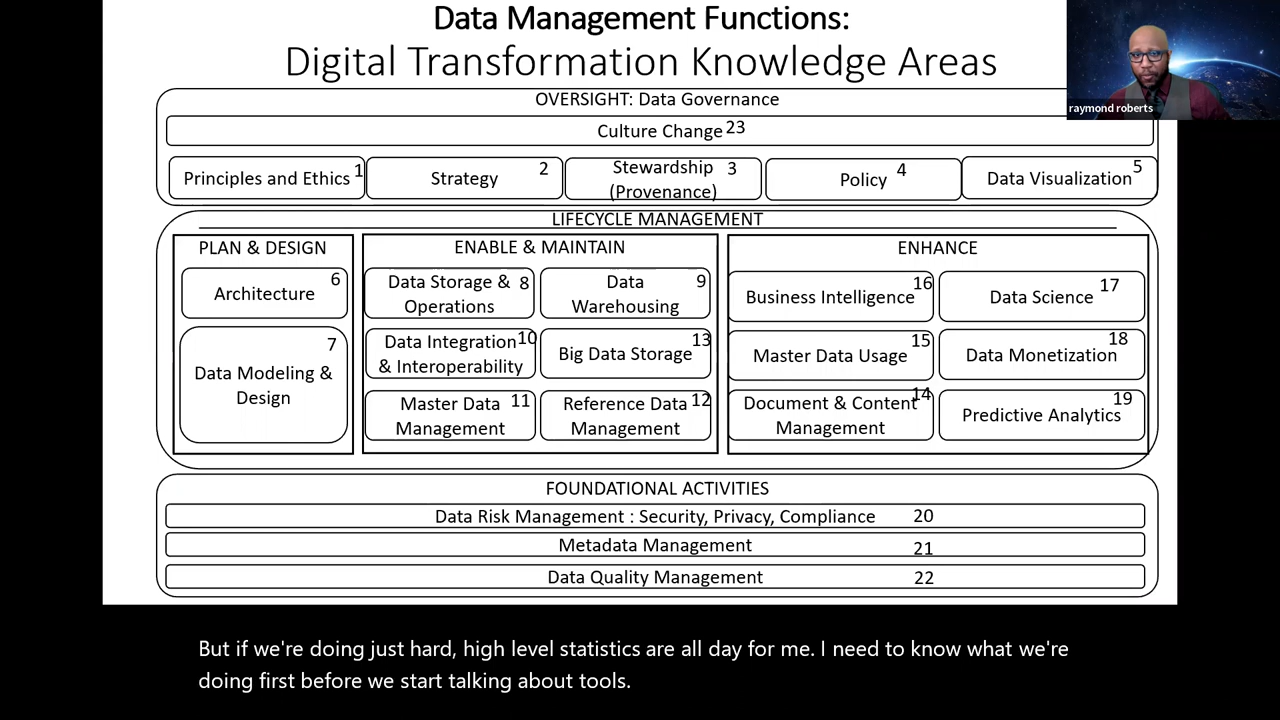 Data Management Functions:
Digital Transformation Knowledge Areas
raymond roberts
OVERSIGHT: Data Governance
Culture Change 23
Principles and Ethics 1
Strategy 2
Stewardship 3
(Provenance)
Policy 4
Data Visualization 5
LIFECYCLE MANAGEMENT
PLAN & DESIGN
Architecture 6
7
Data Modeling &
Design
ENABLE & MAINTAIN
Data Storage & 8
Operations
Data 9
Warehousing
Data Integration 10
& Interoperability
Big Data Storage 13
Master Data 11
Management
Reference Data 12
Management
ENHANCE
Business Intelligence 16
Data Science 17
Master Data Usage 15
Data Monetization 18
Document & Content 14
Management
Predictive Analytics 19
FOUNDATIONAL ACTIVITIES
Data Risk Management : Security, Privacy, Compliance 20
Metadata Management 21
Data Quality Management 22
But if we're doing just hard, high level statistics are all day for me. I need to know what we're
doing first before we start talking about tools.